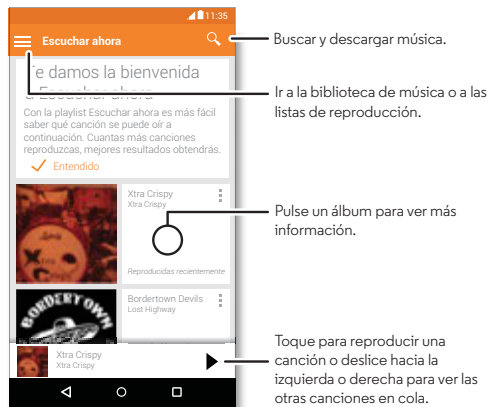 11:35
Escuchar ahora
Te damos la bienvenida
a Escuchar ahora
Con la playlist Escuchar ahora es más fácil
saber qué canción se puede oír a
continuación. Cuantas más canciones
reproduzcas, mejores resultados obtendrás.
Entendido
Xtra Crispy
Xtra Crispy
Reproducidas recientemente
BORDERTOWN
Bordertown Devils
Lost Highway
Xtra Crispy
Xtra Crispy
Buscar y descargar música.
Ir a la biblioteca de música o a las
listas de reproducción.
Pulse un álbum para ver más
información.
Toque para reproducir una
canción o deslice hacia la
izquierda o derecha para ver las
otras canciones en cola.